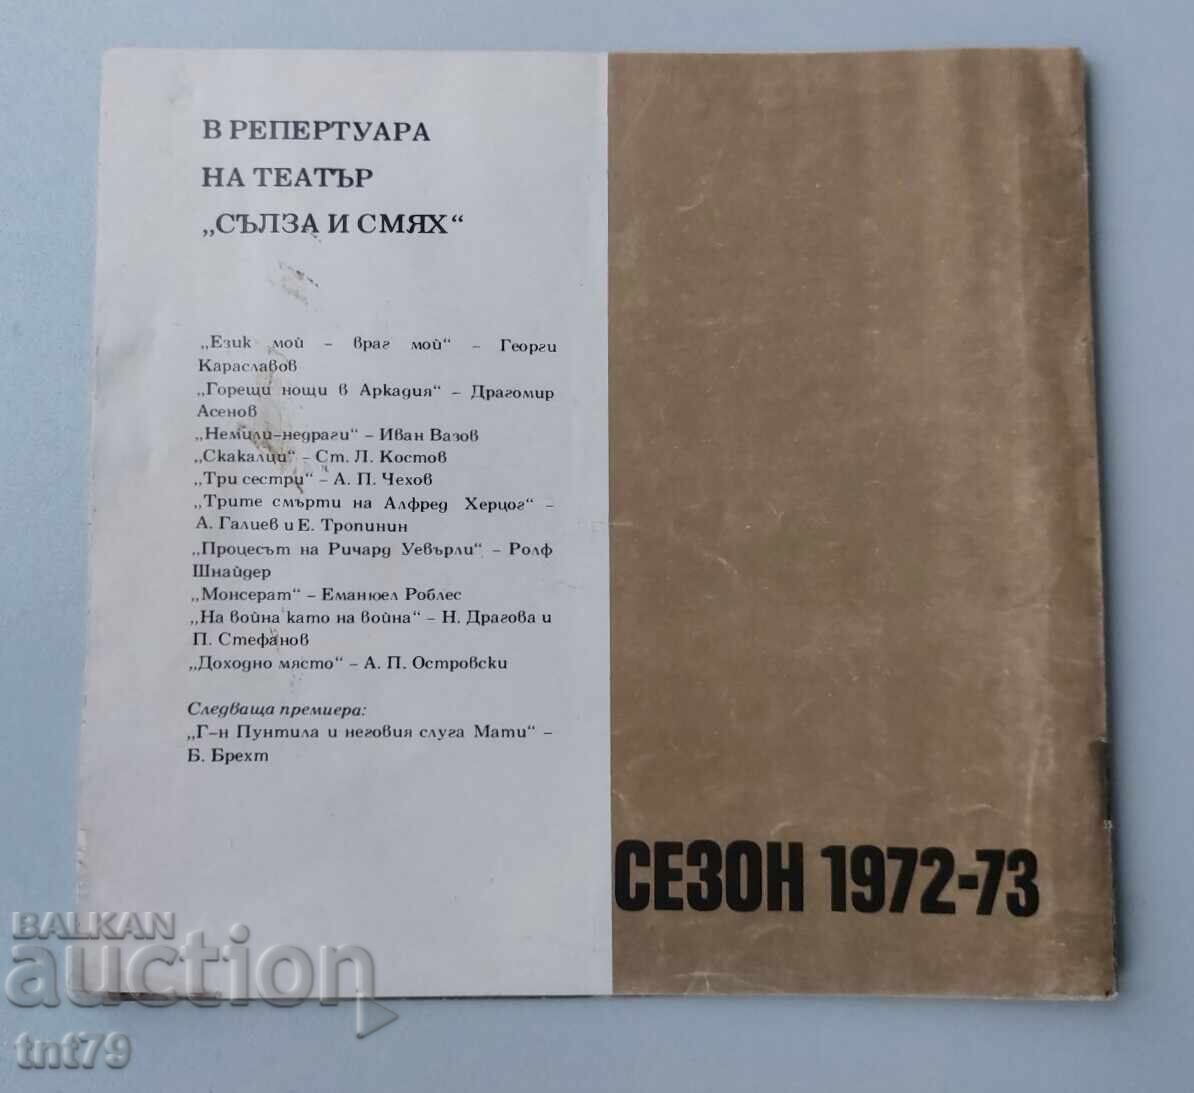 В РЕПЕРТУАРА
НА ТЕАТЪР
„СЪЛЗА И СМЯХ“
„Език мой – враг мой“ – Георги
Караславов
„Горещи нощи в Аркадия“ – Драгомир
Асенов
„Немили-недраги“ – Иван Вазов
„Скакалци“ – Ст. Л. Костов
„Три сестри“ – А. П. Чехов
„Трите смърти на Алфред Херцог“ –
А. Галиев и Е. Тропинин
„Процесът на Ричард Уевърли“ – Ролф
Шнайдер
„Монсерат“ – Еманюел Роблес
„На война като на война“ – Н. Драгова и
П. Стефанов
„Доходно място“ – А. П. Островски
Следваща премиера:
„Г-н Пунтила и неговия слуга Мати“ –
Б. Брехт
СЕЗОН 1972-73
BALKAN
auction
tnt79